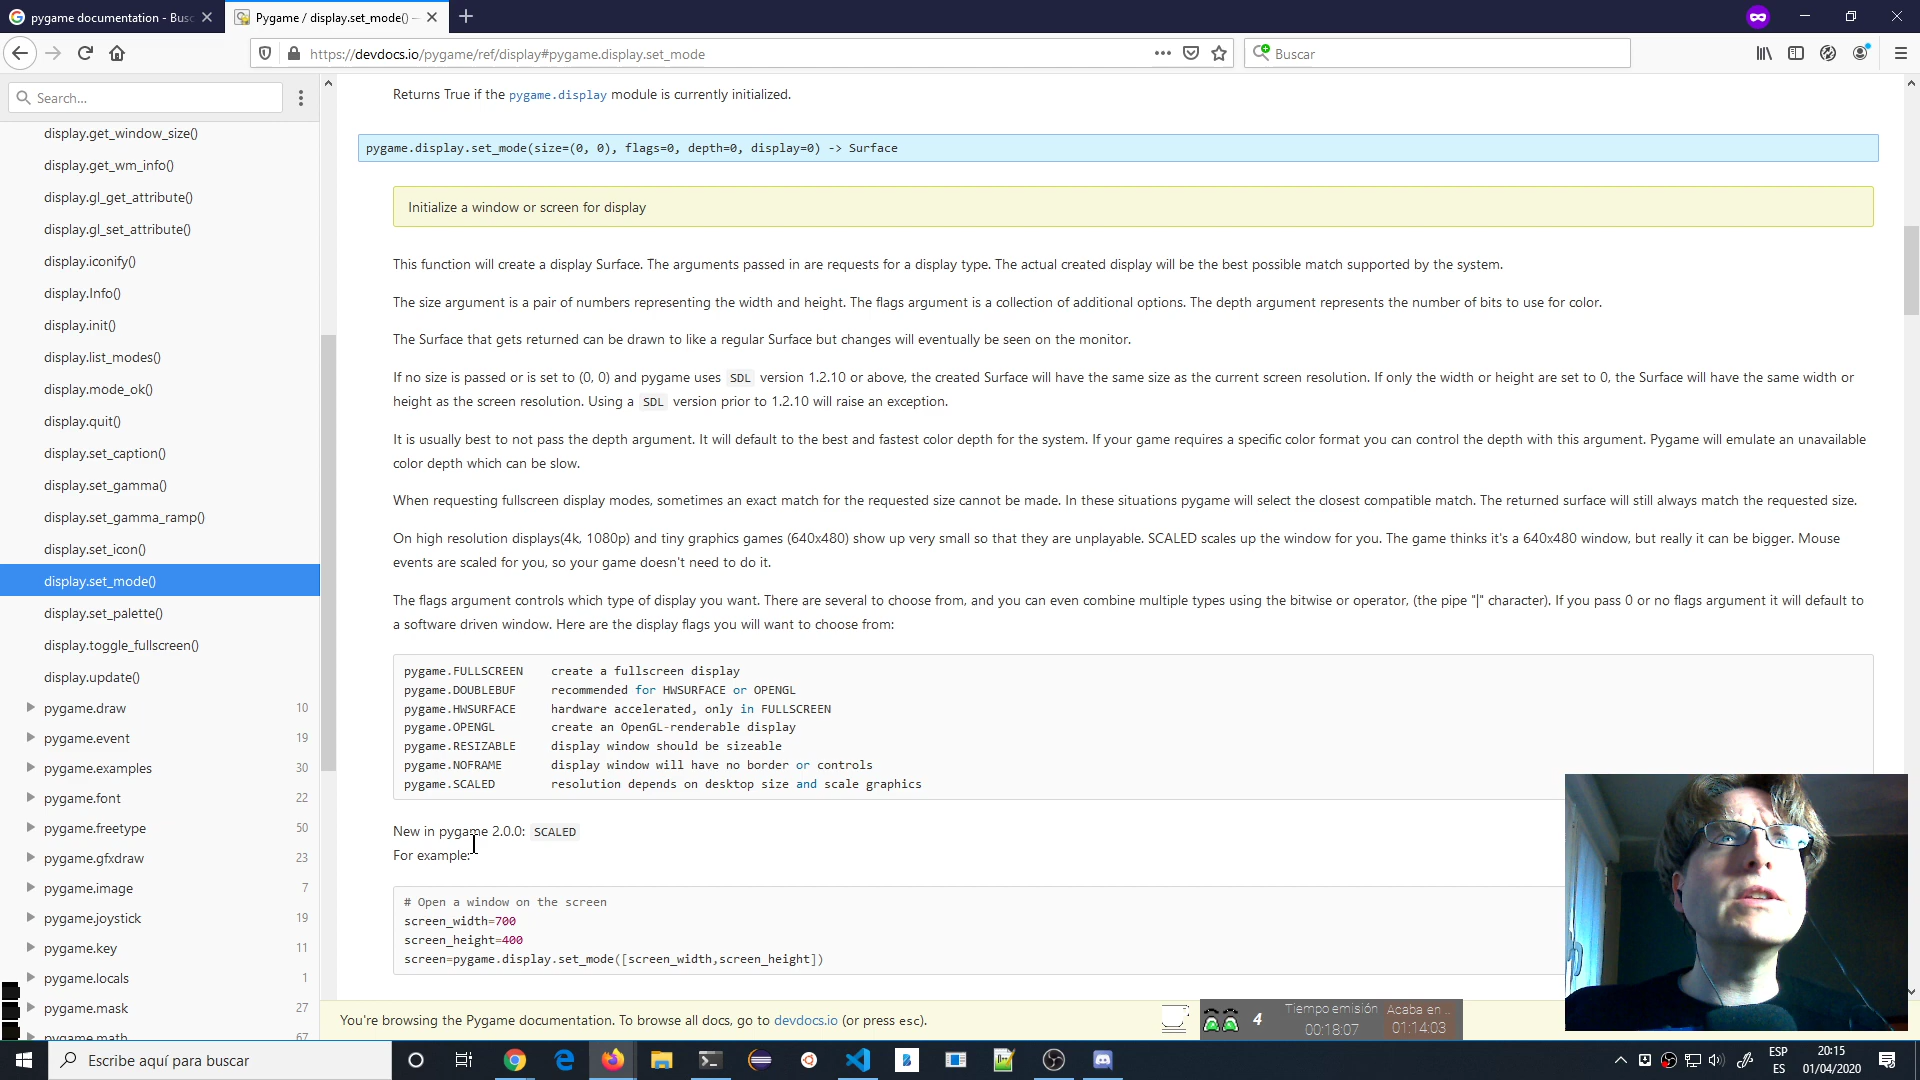 pygame documentation - Busc
Pygame / display.set_mode() —
https://devdocs.io/pygame/ref/display#pygame.display.set_mode
Buscar
Search...
display.get_window_size()
display.get_wm_info()
display.gl_get_attribute()
display.gl_set_attribute()
display.iconify()
display.Info()
display.init()
display.list_modes()
display.mode_ok()
display.quit()
display.set_caption()
display.set_gamma()
display.set_gamma_ramp()
display.set_icon()
display.set_mode()
display.set_palette()
display.toggle_fullscreen()
display.update()
pygame.draw 10
pygame.event 19
pygame.examples 30
pygame.font 22
pygame.freetype 50
pygame.gfxdraw 23
pygame.image 7
pygame.joystick 19
pygame.key 11
pygame.locals 1
pygame.mask 27
pygame.math 67
Returns True if the pygame.display module is currently initialized.
pygame.display.set_mode(size=(0, 0), flags=0, depth=0, display=0) -> Surface
Initialize a window or screen for display
This function will create a display Surface. The arguments passed in are requests for a display type. The actual created display will be the best possible match supported by the system.
The size argument is a pair of numbers representing the width and height. The flags argument is a collection of additional options. The depth argument represents the number of bits to use for color.
The Surface that gets returned can be drawn to like a regular Surface but changes will eventually be seen on the monitor.
If no size is passed or is set to (0, 0) and pygame uses SDL version 1.2.10 or above, the created Surface will have the same size as the current screen resolution. If only the width or height are set to 0, the Surface will have the same width or
height as the screen resolution. Using a SDL version prior to 1.2.10 will raise an exception.
It is usually best to not pass the depth argument. It will default to the best and fastest color depth for the system. If your game requires a specific color format you can control the depth with this argument. Pygame will emulate an unavailable
color depth which can be slow.
When requesting fullscreen display modes, sometimes an exact match for the requested size cannot be made. In these situations pygame will select the closest compatible match. The returned surface will still always match the requested size.
On high resolution displays(4k, 1080p) and tiny graphics games (640x480) show up very small so that they are unplayable. SCALED scales up the window for you. The game thinks it's a 640x480 window, but really it can be bigger. Mouse
events are scaled for you, so your game doesn't need to do it.
The flags argument controls which type of display you want. There are several to choose from, and you can even combine multiple types using the bitwise or operator, (the pipe "|" character). If you pass 0 or no flags argument it will default to
a software driven window. Here are the display flags you will want to choose from:
pygame.FULLSCREEN create a fullscreen display
pygame.DOUBLEBUF recommended for HWSURFACE or OPENGL
pygame.HWSURFACE hardware accelerated, only in FULLSCREEN
pygame.OPENGL create an OpenGL-renderable display
pygame.RESIZABLE display window should be sizeable
pygame.NOFRAME display window will have no border or controls
pygame.SCALED resolution depends on desktop size and scale graphics
New in pygame 2.0.0: SCALED
For example:
# Open a window on the screen
screen_width=700
screen_height=400
screen=pygame.display.set_mode([screen_width,screen_height])
You're browsing the Pygame documentation. To browse all docs, go to devdocs.io (or press esc).
4
Tiempo emisión Acaba en ..
00:18:07 01:14:03
Escribe aquí para buscar
ESP
ES
20:15
01/04/2020